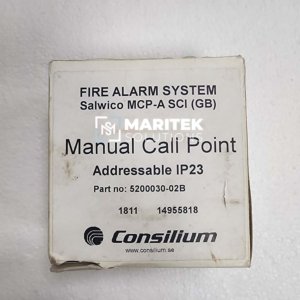 FIRE ALARM SYSTEM
Salwico MCP-A SCI (GB)
MARITEK
Manual Call Point
Addressable IP23
Part no: 5200030-02B
1811 14955818
Consilium
www.consilium.se